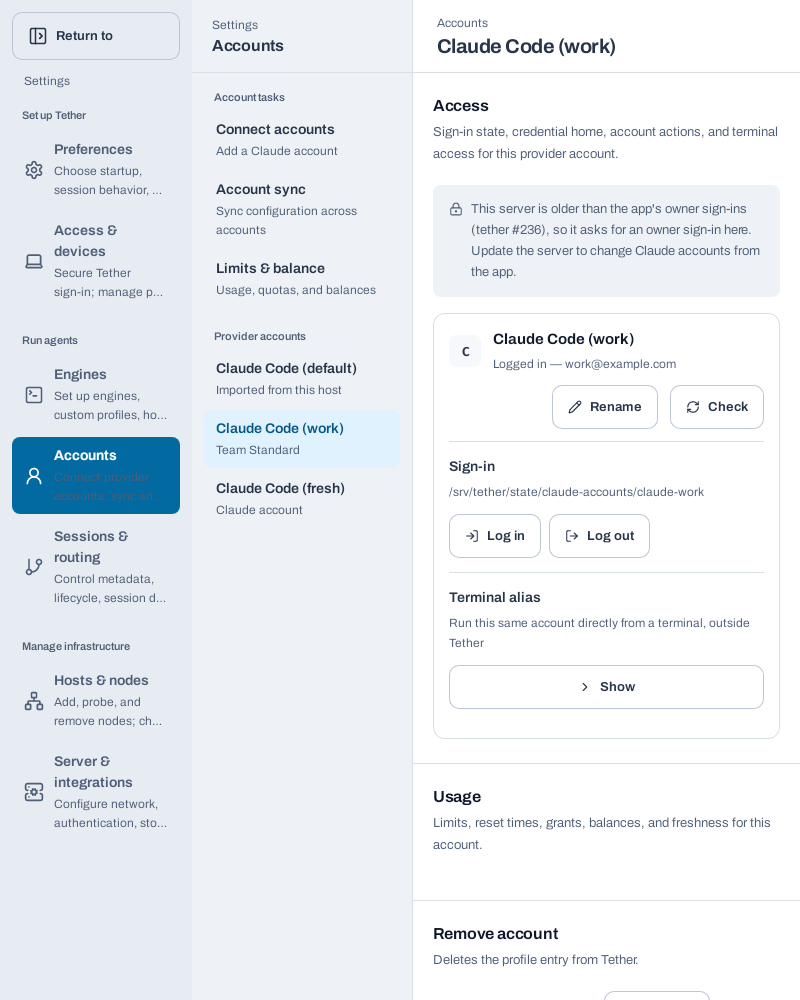 Return to
Settings
Set up Tether
Preferences
Choose startup,
session behavior, ...
Access &
devices
Secure Tether
sign-in; manage p...
Run agents
Engines
Set up engines,
custom profiles, ho...
Accounts
Connect provider
accounts, sync an...
Sessions &
routing
Control metadata,
lifecycle, session d...
Manage infrastructure
Hosts & nodes
Add, probe, and
remove nodes; ch...
Server &
integrations
Configure network,
authentication, sto...
Settings
Accounts
Account tasks
Connect accounts
Add a Claude account
Account sync
Sync configuration across
accounts
Limits & balance
Usage, quotas, and balances
Provider accounts
Claude Code (default)
Imported from this host
Claude Code (work)
Team Standard
Claude Code (fresh)
Claude account
Accounts
Claude Code (work)
Access
Sign-in state, credential home, account actions, and terminal
access for this provider account.
This server is older than the app's owner sign-ins
(tether #236), so it asks for an owner sign-in here.
Update the server to change Claude accounts from
the app.
C
Claude Code (work)
Logged in — work@example.com
Rename
Check
Sign-in
/srv/tether/state/claude-accounts/claude-work
Log in
Log out
Terminal alias
Run this same account directly from a terminal, outside
Tether
Show
Usage
Limits, reset times, grants, balances, and freshness for this
account.
Remove account
Deletes the profile entry from Tether.